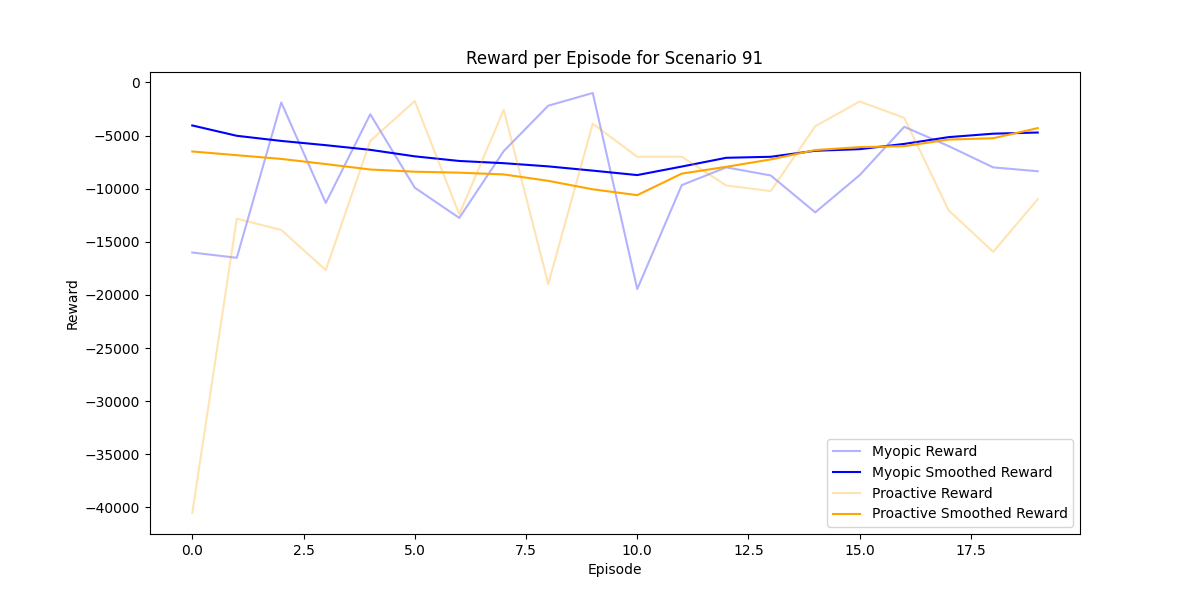 Reward per Episode for Scenario 91
Reward
0
−5000
−10000
−15000
−20000
−25000
−30000
−35000
−40000
0.0
2.5
5.0
7.5
10.0
12.5
15.0
17.5
Episode
Myopic Reward
Myopic Smoothed Reward
Proactive Reward
Proactive Smoothed Reward